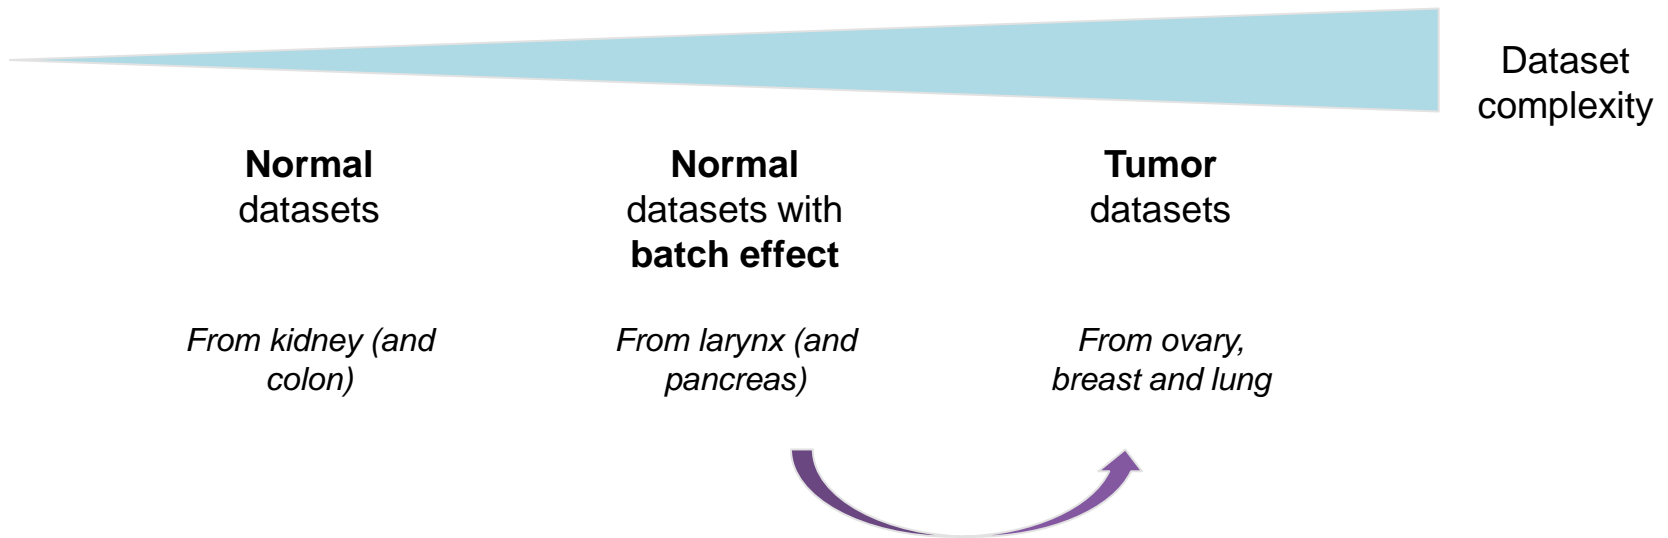 Dataset
complexity
Normal
datasets
Normal
datasets with
batch effect
Tumor
datasets
From kidney (and
colon)
From larynx (and
pancreas)
From ovary,
breast and lung